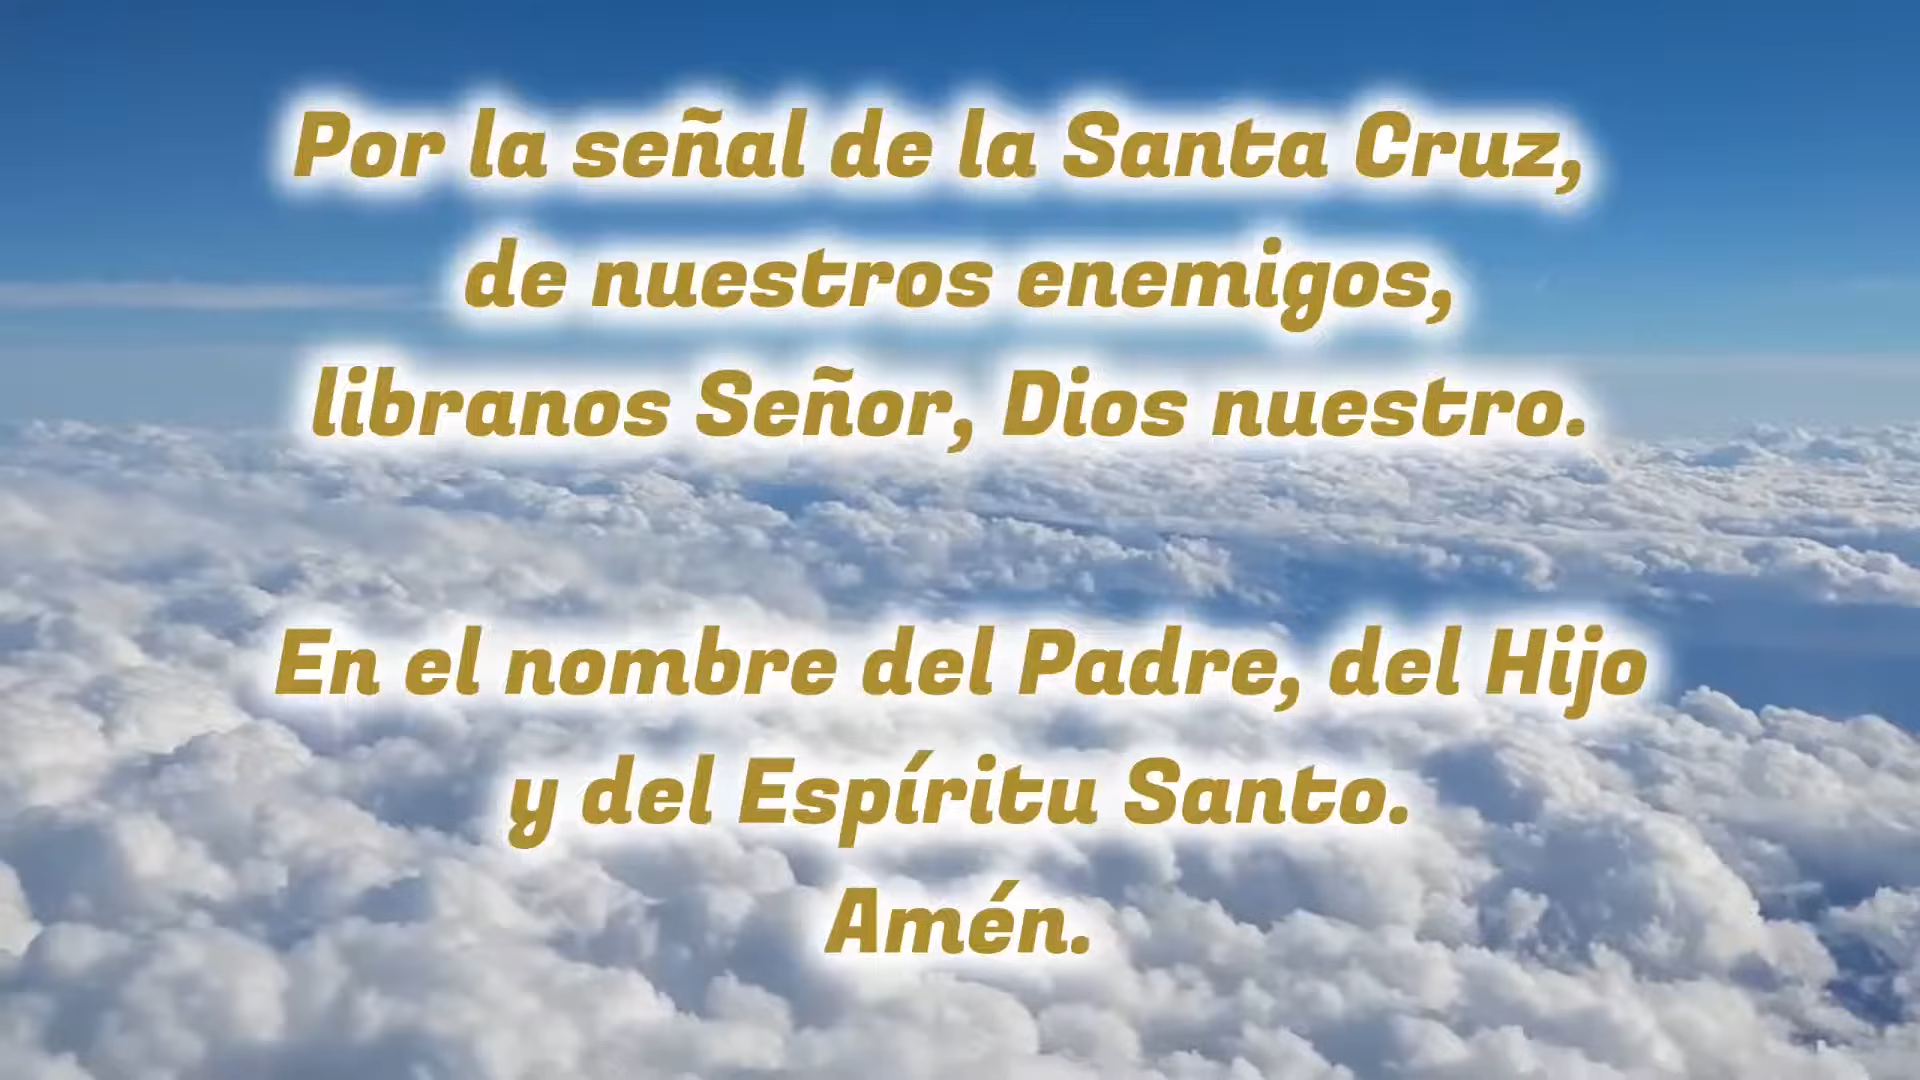 Por la señal de la Santa Cruz,
de nuestros enemigos,
libranos Señor, Dios nuestro.
En el nombre del Padre, del Hijo
y del Espíritu Santo.
Amén.